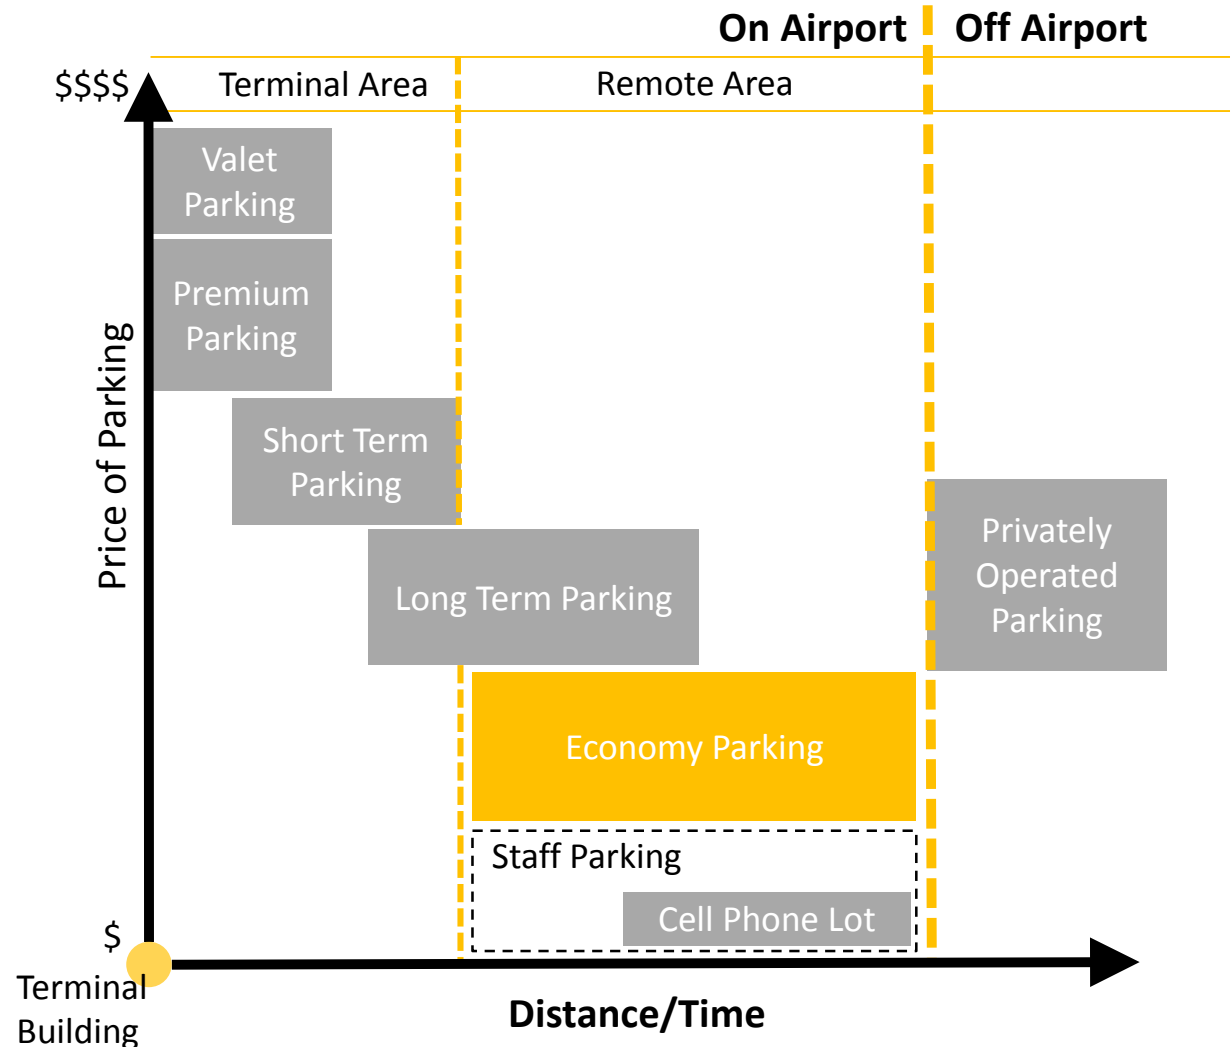 On Airport
Off Airport
$$$$
Terminal Area
Remote Area
Valet
Parking
Premium
Parking
Price of Parking
Short Term
Parking
Long Term Parking
Privately
Operated
Parking
Economy Parking
Staff Parking
Cell Phone Lot
$
Terminal
Building
Distance/Time